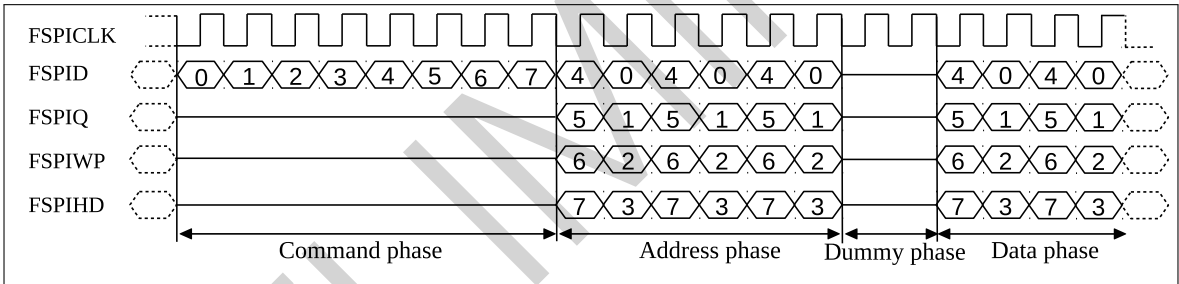 FSPICLK
FSPID 0 1 2 3 4 5 6 7 4 0 4 0 4 0 4 0 4 0
FSPIQ 5 1 5 1 5 1 5 1 5 1
FSPIWP 6 2 6 2 6 2 6 2 6 2
FSPIHD 7 3 7 3 7 3 7 3 7 3
Command phase Address phase Dummy phase Data phase